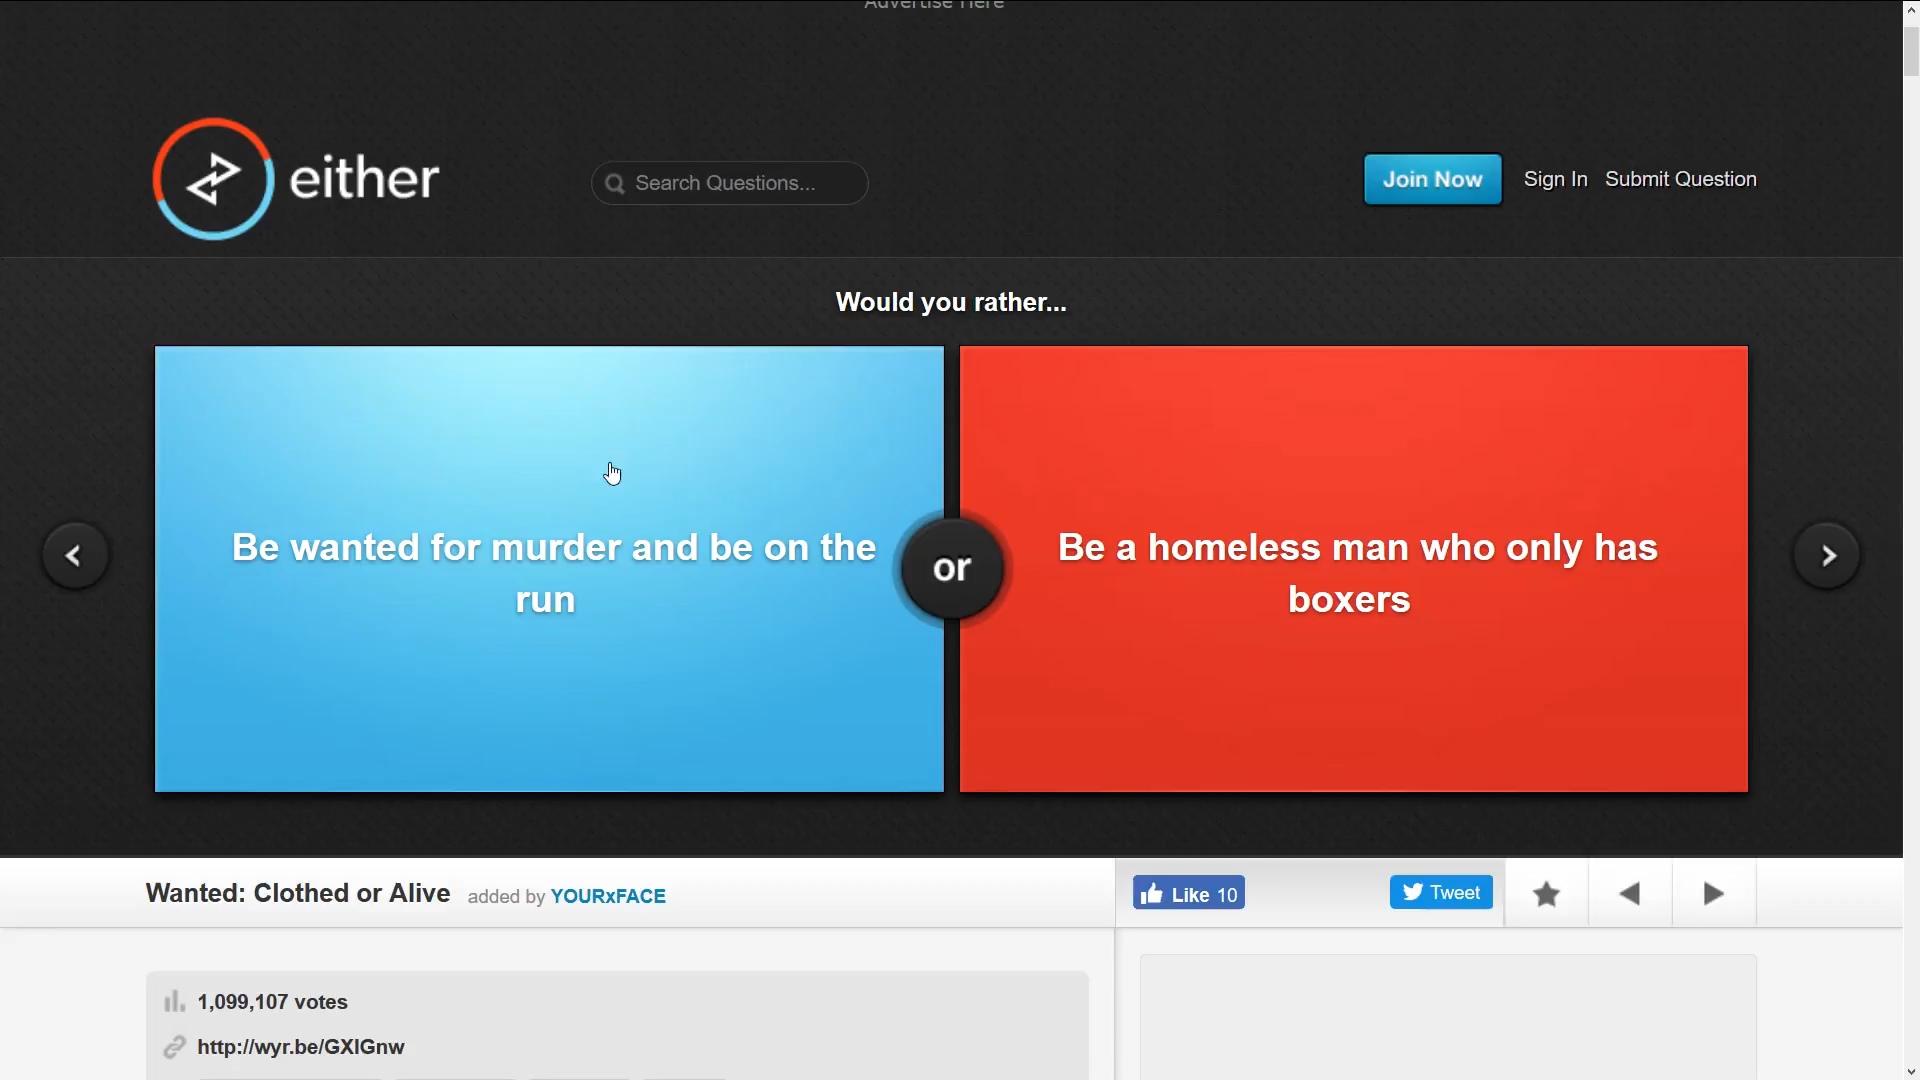 Advertise Here
either
Search Questions...
Join Now
Sign In
Submit Question
Would you rather...
Be wanted for murder and be on the
run
or
Be a homeless man who only has
boxers
Wanted: Clothed or Alive added by YOURxFACE
Like 10
Tweet
1,099,107 votes
http://wyr.be/GXIGnw